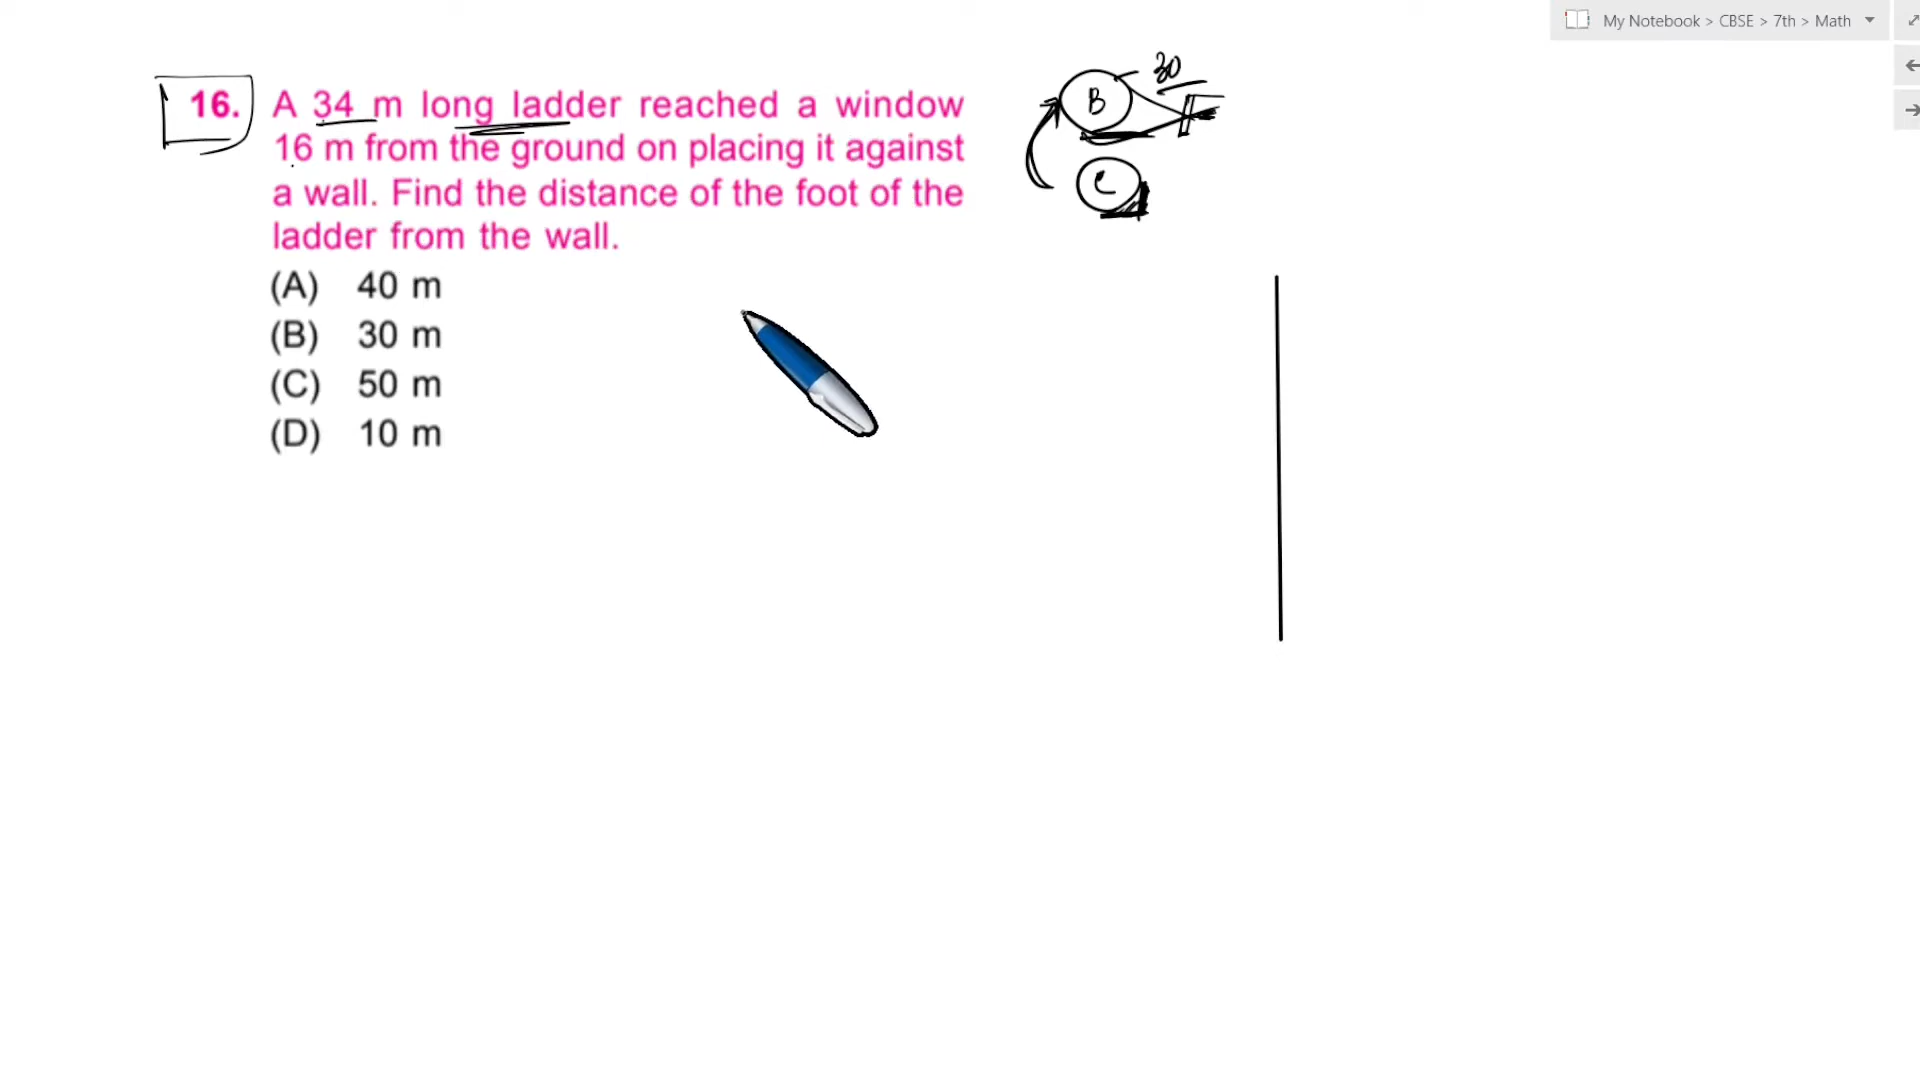 My Notebook > CBSE > 7th > Math
16. A 34 m long ladder reached a window
16 m from the ground on placing it against
a wall. Find the distance of the foot of the
ladder from the wall.
(A) 40 m
(B) 30 m
(C) 50 m
(D) 10 m
B
30
C